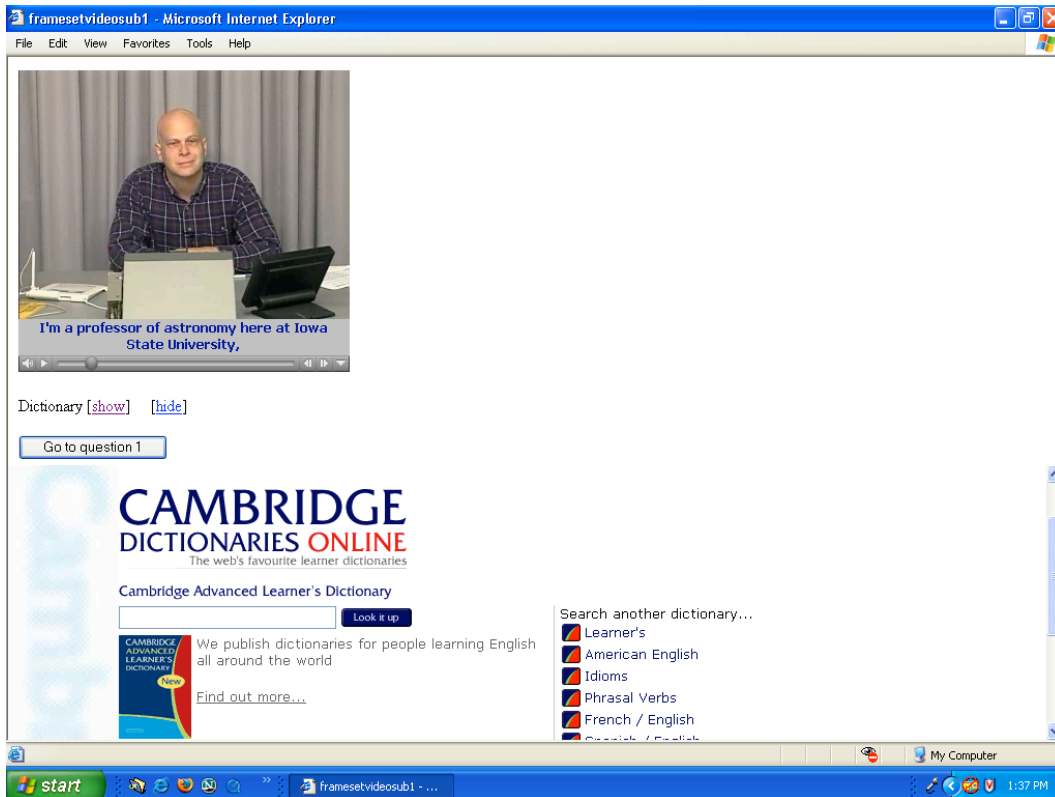 framesetvideosub1 - Microsoft Internet Explorer
File Edit View Favorites Tools Help
I'm a professor of astronomy here at Iowa
State University,
Dictionary [show] [hide]
Go to question 1
CAMBRIDGE
DICTIONARIES ONLINE
The web's favourite learner dictionaries
Cambridge Advanced Learner's Dictionary
Look it up
CAMBRIDGE
ADVANCED
LEARNER'S
DICTIONARY
New
We publish dictionaries for people learning English
all around the world
Find out more...
Search another dictionary...
Learner's
American English
Idioms
Phrasal Verbs
French / English
Spanish / English
My Computer
start
framesetvideosub1 - ...
1:37 PM